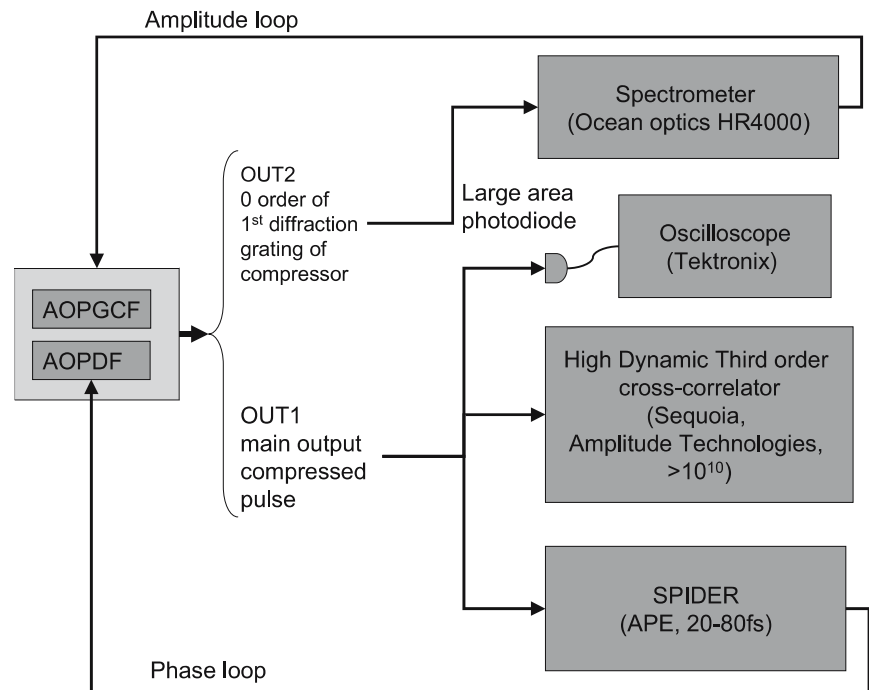 Amplitude loop
Spectrometer
(Ocean optics HR4000)
OUT2
0 order of
1st diffraction
grating of
compressor
Large area
photodiode
Oscilloscope
(Tektronix)
AOPGCF
AOPDF
High Dynamic Third order
cross-correlator
(Sequoia,
Amplitude Technologies,
>10¹⁰)
OUT1
main output
compressed
pulse
SPIDER
(APE, 20-80fs)
Phase loop